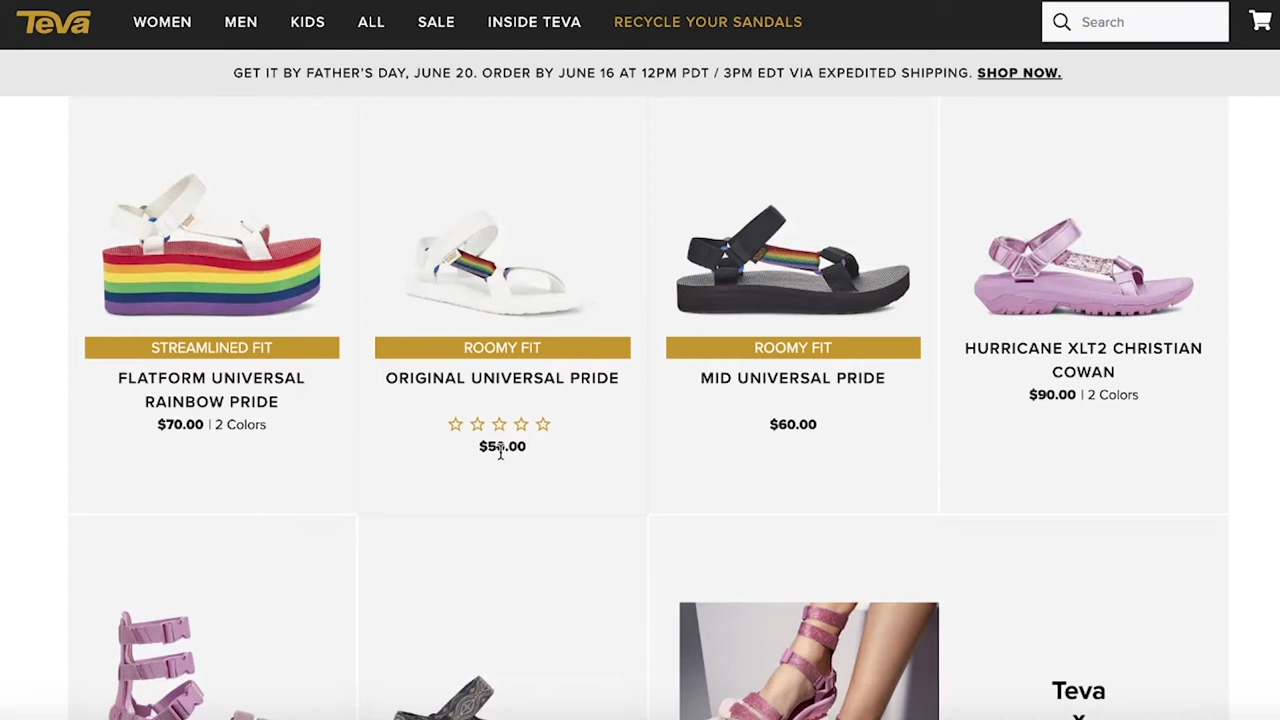 Teva
WOMEN MEN KIDS ALL SALE INSIDE TEVA RECYCLE YOUR SANDALS Search
GET IT BY FATHER'S DAY, JUNE 20. ORDER BY JUNE 16 AT 12PM PDT / 3PM EDT VIA EXPEDITED SHIPPING. SHOP NOW.
STREAMLINED FIT
FLATFORM UNIVERSAL
RAINBOW PRIDE
$70.00 | 2 Colors
ROOMY FIT
ORIGINAL UNIVERSAL PRIDE
ROOMY FIT
MID UNIVERSAL PRIDE
$60.00
HURRICANE XLT2 CHRISTIAN
COWAN
$90.00 | 2 Colors
Teva
x